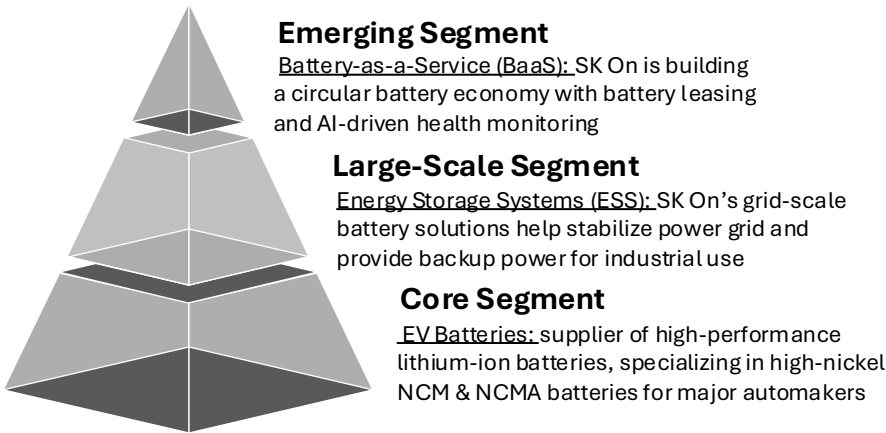 Emerging Segment
Battery-as-a-Service (BaaS): SK On is building
a circular battery economy with battery leasing
and AI-driven health monitoring
Large-Scale Segment
Energy Storage Systems (ESS): SK On’s grid-scale
battery solutions help stabilize power grid and
provide backup power for industrial use
Core Segment
EV Batteries: supplier of high-performance
lithium-ion batteries, specializing in high-nickel
NCM & NCMA batteries for major automakers